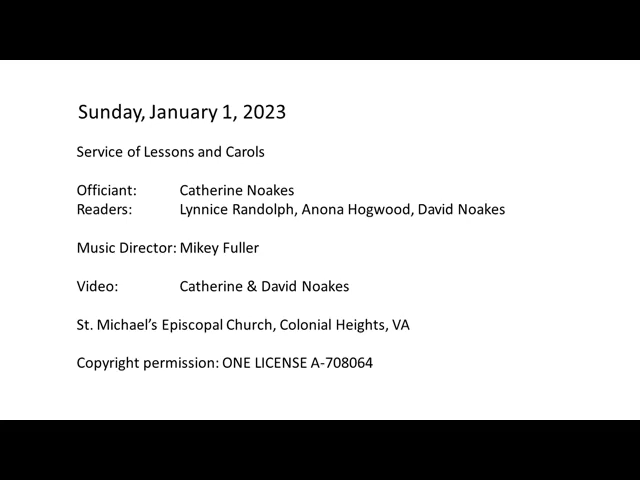 Sunday, January 1, 2023
Service of Lessons and Carols
Officiant: Catherine Noakes
Readers: Lynnice Randolph, Anona Hogwood, David Noakes
Music Director: Mikey Fuller
Video: Catherine & David Noakes
St. Michael’s Episcopal Church, Colonial Heights, VA
Copyright permission: ONE LICENSE A-708064